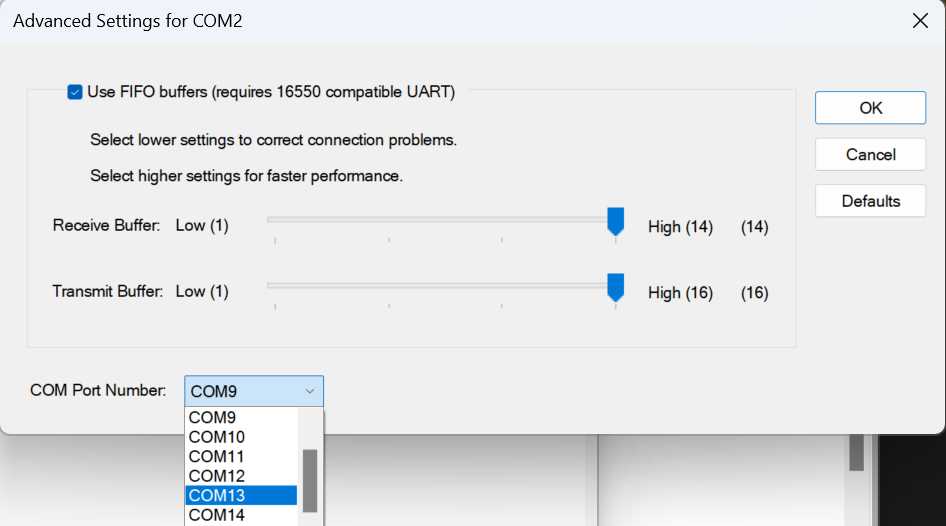 Advanced Settings for COM2
Use FIFO buffers (requires 16550 compatible UART)
OK
Select lower settings to correct connection problems.
Cancel
Select higher settings for faster performance.
Defaults
Receive Buffer: Low (1) High (14) (14)
Transmit Buffer: Low (1) High (16) (16)
COM Port Number: COM9
COM9
COM10
COM11
COM12
COM13
COM14